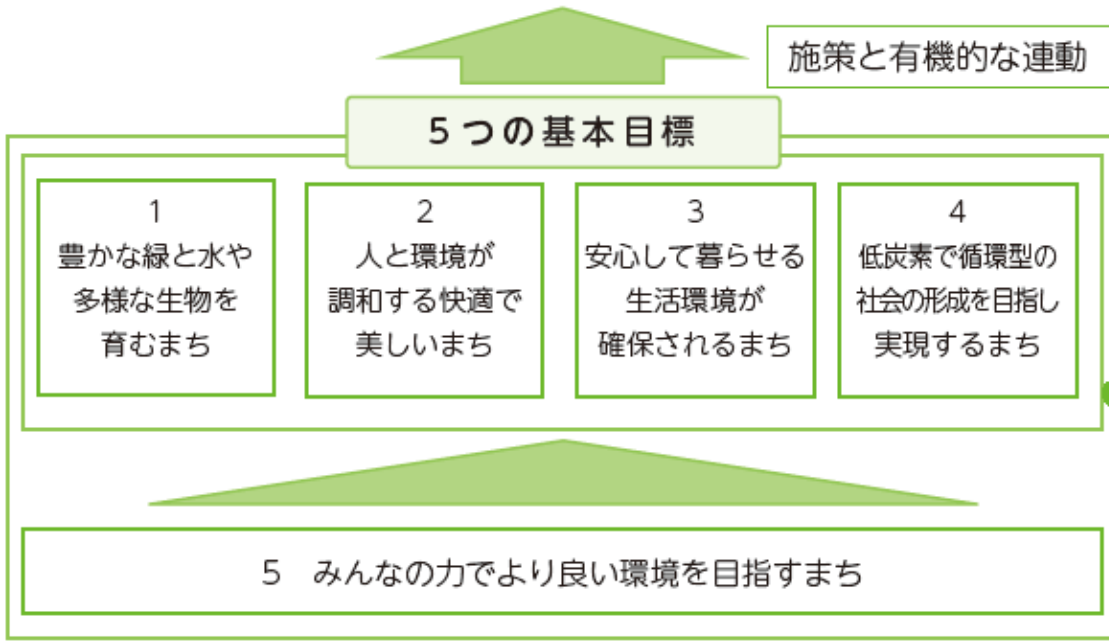 施策と有機的な連動
5つの基本目標
1
豊かな緑と水や
多様な生物を
育むまち
2
人と環境が
調和する快適で
美しいまち
3
安心して暮らせる
生活環境が
確保されるまち
4
低炭素で循環型の
社会の形成を目指し
実現するまち
5 みんなの力でより良い環境を目指すまち